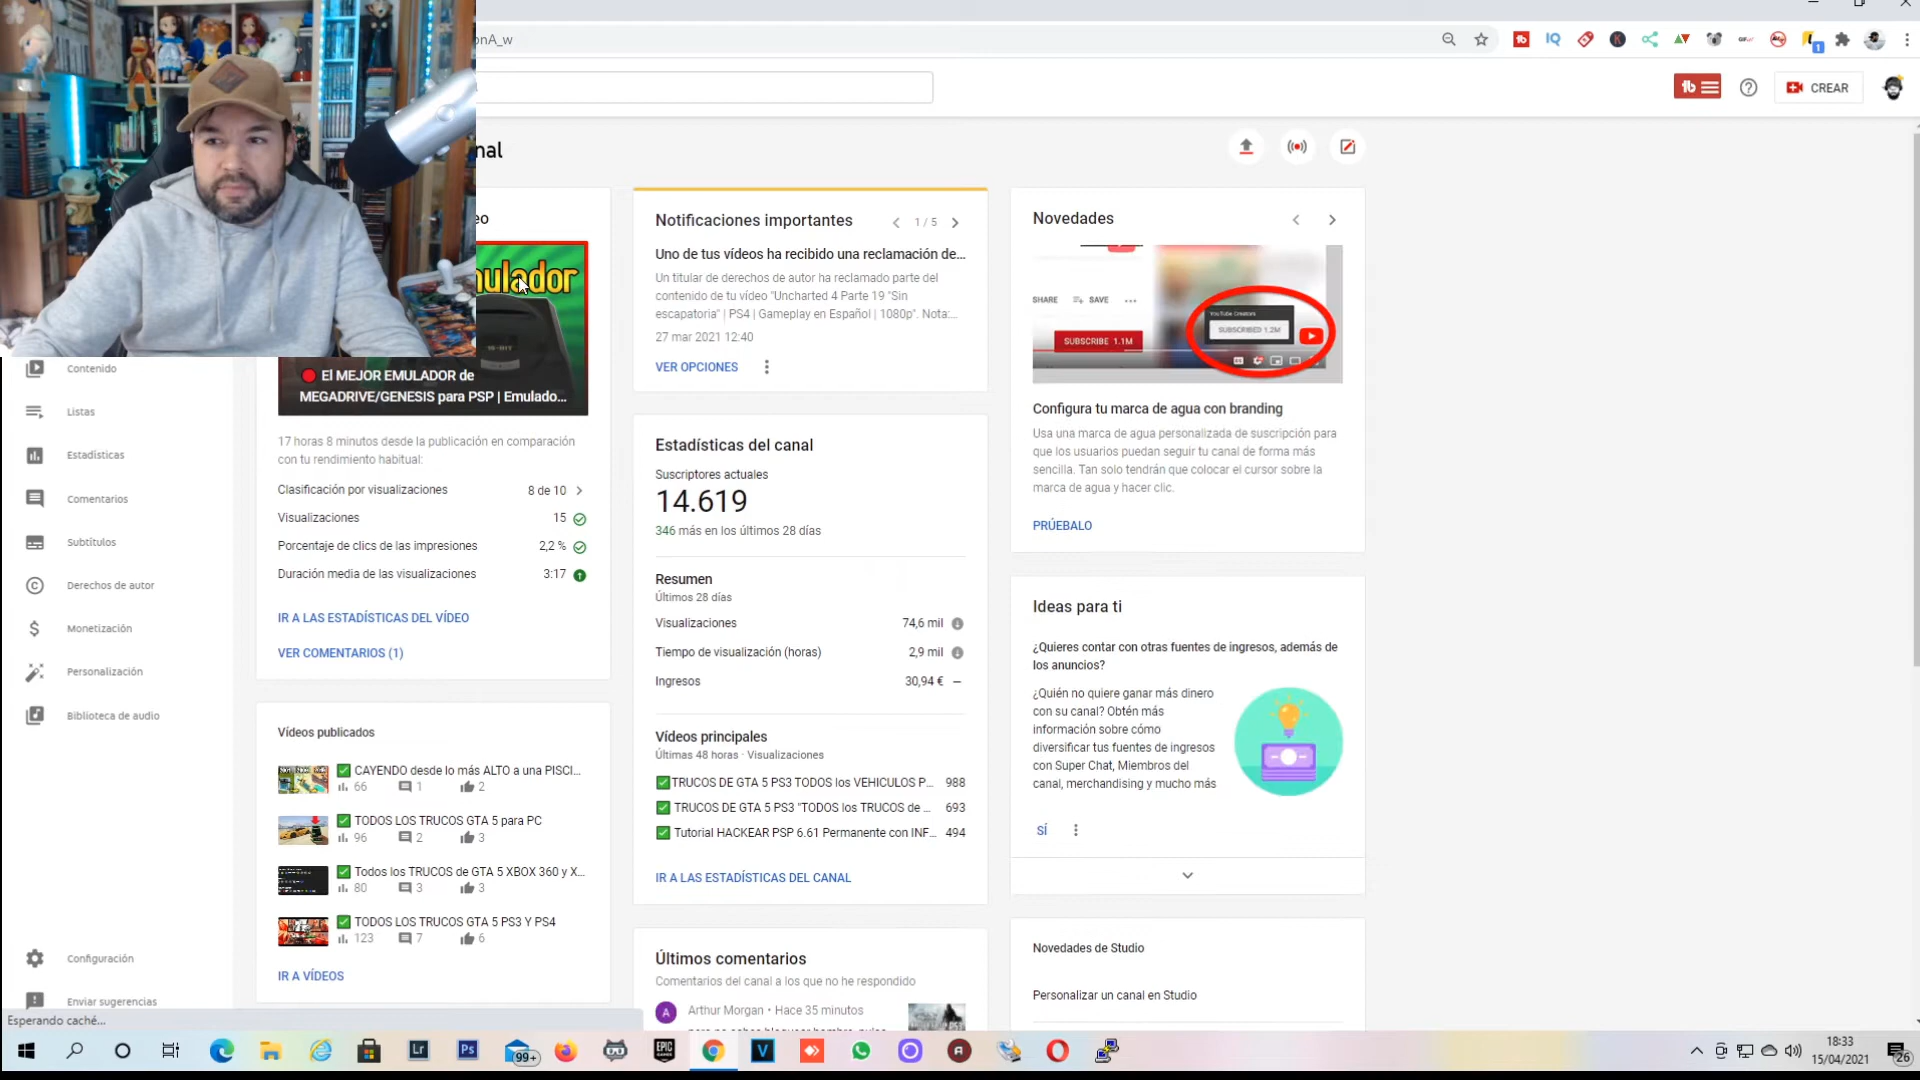 onA_w
CREAR
nal
eo
ulador
16-BIT
El MEJOR EMULADOR de
MEGADRIVE/GENESIS para PSP | Emulado...
17 horas 8 minutos desde la publicación en comparación
con tu rendimiento habitual:
Clasificación por visualizaciones 8 de 10
Visualizaciones 15
Porcentaje de clics de las impresiones 2,2 %
Duración media de las visualizaciones 3:17
IR A LAS ESTADÍSTICAS DEL VÍDEO
VER COMENTARIOS (1)
Contenido
Listas
Estadísticas
Comentarios
Subtítulos
Derechos de autor
Monetización
Personalización
Biblioteca de audio
Configuración
Enviar sugerencias
Esperando caché...
Vídeos publicados
CAYENDO desde lo más ALTO a una PISCI...
66 1 2
TODOS LOS TRUCOS GTA 5 para PC
96 2 3
Todos los TRUCOS de GTA 5 XBOX 360 y X...
80 3 3
TODOS LOS TRUCOS GTA 5 PS3 Y PS4
123 7 6
IR A VÍDEOS
Notificaciones importantes 1 / 5
Uno de tus vídeos ha recibido una reclamación de...
Un titular de derechos de autor ha reclamado parte del
contenido de tu vídeo "Uncharted 4 Parte 19 "Sin
escapatoria" | PS4 | Gameplay en Español | 1080p". Nota:...
27 mar 2021 12:40
VER OPCIONES
Estadísticas del canal
Suscriptores actuales
14.619
346 más en los últimos 28 días
Resumen
Últimos 28 días
Visualizaciones 74,6 mil
Tiempo de visualización (horas) 2,9 mil
Ingresos 30,94 € —
Vídeos principales
Últimas 48 horas · Visualizaciones
TRUCOS DE GTA 5 PS3 TODOS los VEHICULOS P... 988
TRUCOS DE GTA 5 PS3 "TODOS los TRUCOS de ... 693
Tutorial HACKEAR PSP 6.61 Permanente con INF... 494
IR A LAS ESTADÍSTICAS DEL CANAL
Últimos comentarios
Comentarios del canal a los que no he respondido
A Arthur Morgan • Hace 35 minutos
Novedades
SHARE SAVE ...
SUBSCRIBE 1.1M
YouTube Creators
SUBSCRIBED 1.2M
Configura tu marca de agua con branding
Usa una marca de agua personalizada de suscripción para
que los usuarios puedan seguir tu canal de forma más
sencilla. Tan solo tendrán que colocar el cursor sobre la
marca de agua y hacer clic.
PRUÉBALO
Ideas para ti
¿Quieres contar con otras fuentes de ingresos, además de
los anuncios?
¿Quién no quiere ganar más dinero
con su canal? Obtén más
información sobre cómo
diversificar tus fuentes de ingresos
con Super Chat, Miembros del
canal, merchandising y mucho más
SÍ
Novedades de Studio
Personalizar un canal en Studio
Lr
Ps
99+
EPIC
GAMES
V
18:33
15/04/2021
26